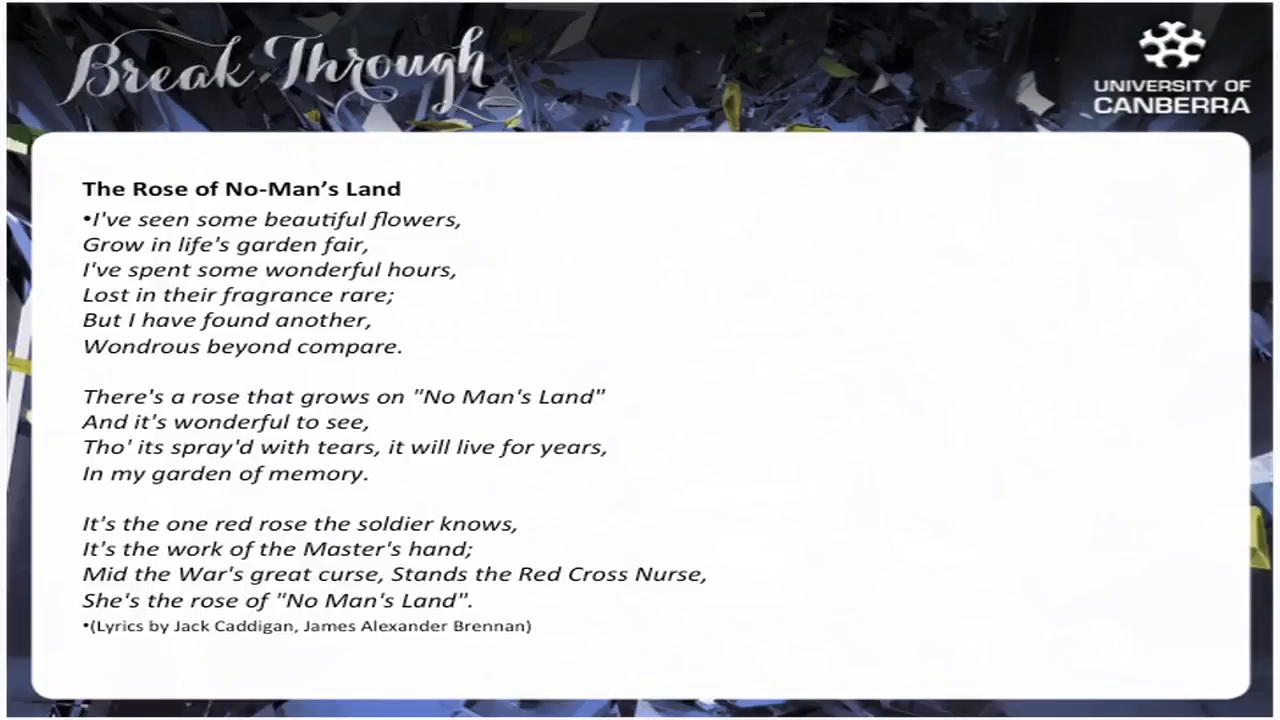 Break Through
UNIVERSITY OF
CANBERRA
The Rose of No-Man’s Land
•I've seen some beautiful flowers,
Grow in life's garden fair,
I've spent some wonderful hours,
Lost in their fragrance rare;
But I have found another,
Wondrous beyond compare.
There's a rose that grows on "No Man's Land"
And it's wonderful to see,
Tho' its spray'd with tears, it will live for years,
In my garden of memory.
It's the one red rose the soldier knows,
It's the work of the Master's hand;
Mid the War's great curse, Stands the Red Cross Nurse,
She's the rose of "No Man's Land".
•(Lyrics by Jack Caddigan, James Alexander Brennan)